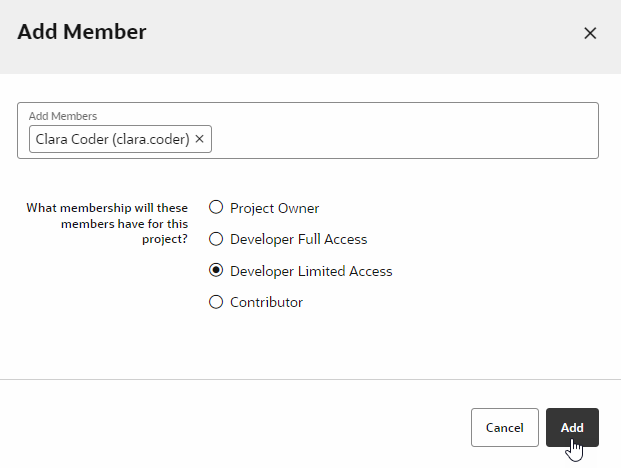 Add Member
Add Members
Clara Coder (clara.coder) ×
What membership will these
members have for this
project?
Project Owner
Developer Full Access
Developer Limited Access
Contributor
Cancel
Add